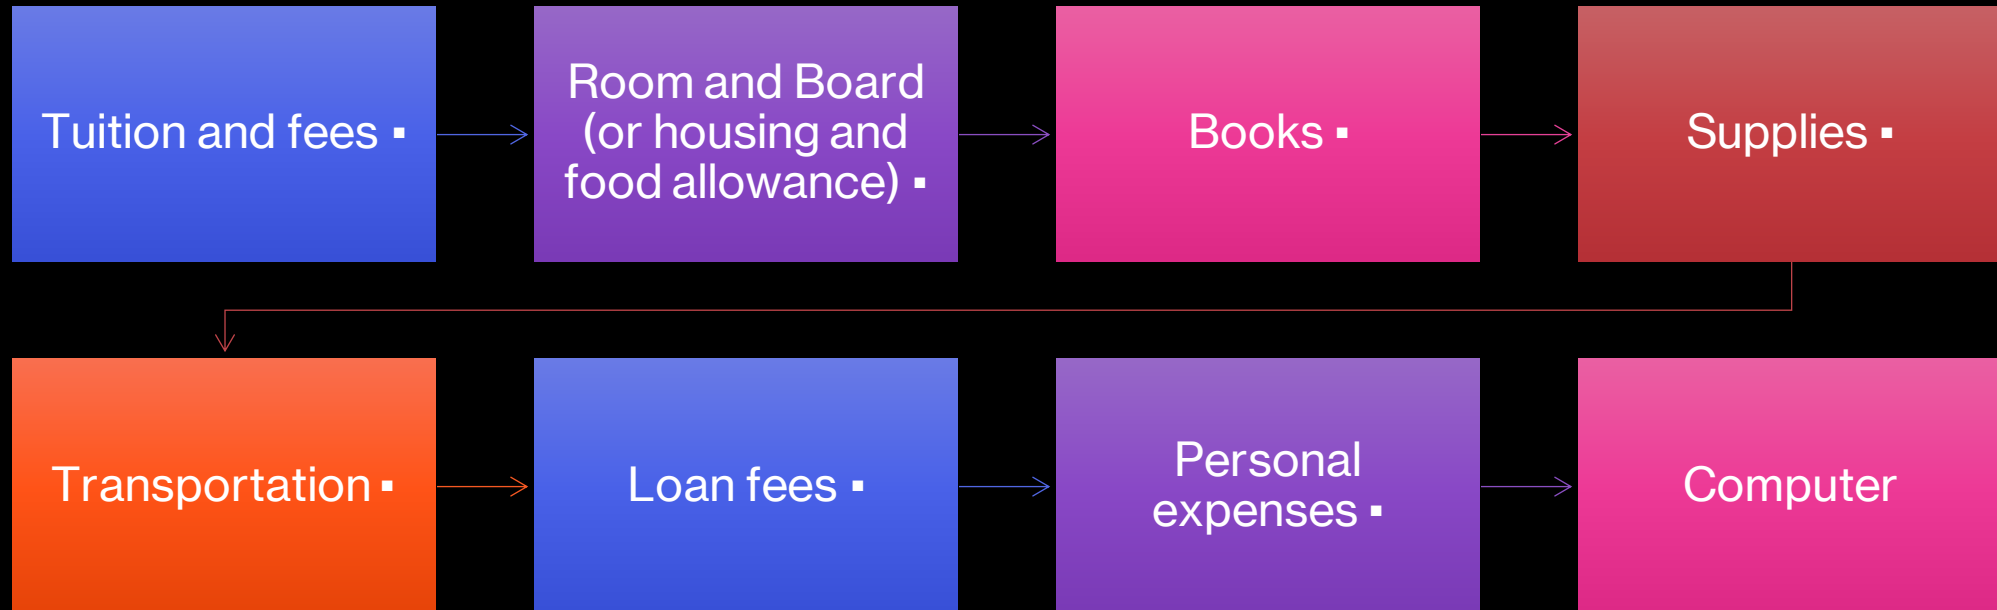 Tuition and fees ▪
Room and Board
(or housing and
food allowance) ▪
Books ▪
Supplies ▪
Transportation ▪
Loan fees ▪
Personal
expenses ▪
Computer